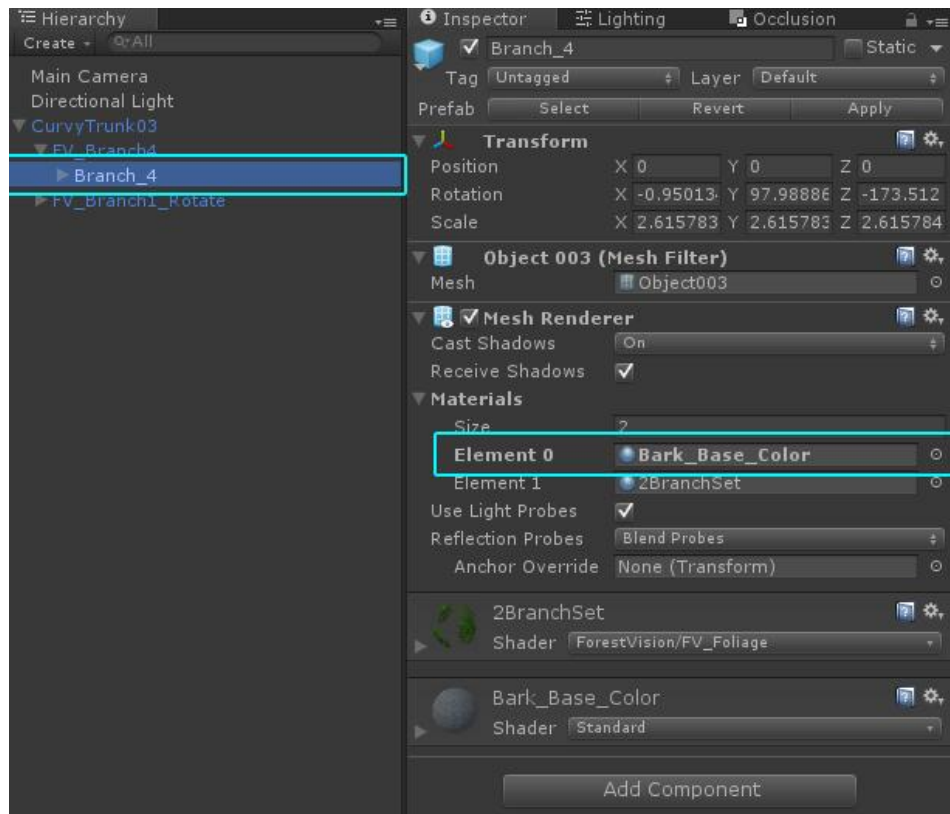 Hierarchy
Create
All
Main Camera
Directional Light
CurvyTrunk03
FV_Branch4
Branch_4
FV_Branch1_Rotate
Inspector Lighting Occlusion
Branch_4 Static
Tag Untagged Layer Default
Prefab Select Revert Apply
Transform
Position X 0 Y 0 Z 0
Rotation X -0.95013 Y 97.98886 Z -173.512
Scale X 2.615783 Y 2.615783 Z 2.615784
Object 003 (Mesh Filter)
Mesh Object003
Mesh Renderer
Cast Shadows On
Receive Shadows
Materials
Size 2
Element 0 Bark_Base_Color
Element 1 2BranchSet
Use Light Probes
Reflection Probes Blend Probes
Anchor Override None (Transform)
2BranchSet
Shader ForestVision/FV_Foliage
Bark_Base_Color
Shader Standard
Add Component